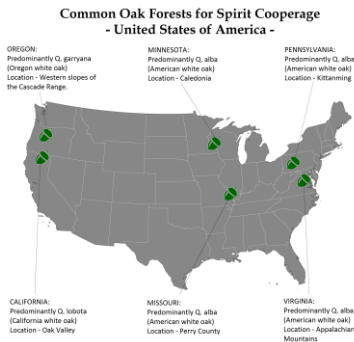 Common Oak Forests for Spirit Cooperage
- United States of America -
OREGON:
Predominantly Q. garryana
(Oregon white oak)
Location - Western slopes of
the Cascade Range.
MINNESOTA:
Predominantly Q. alba
(American white oak)
Location - Caledonia
PENNSYLVANIA:
Predominantly Q. alba
(American white oak)
Location - Kittanning
CALIFORNIA:
Predominantly Q. lobota
(California white oak)
Location - Oak Valley
MISSOURI:
Predominantly Q. alba
(American white oak)
Location - Perry County
VIRGINIA:
Predominantly Q. alba
(American white oak)
Location - Appalachian
Mountains